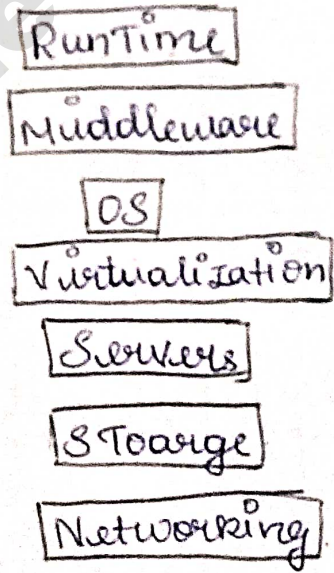 RunTime
Middleware
OS
Virtualization
Servers
SToarge
Networking